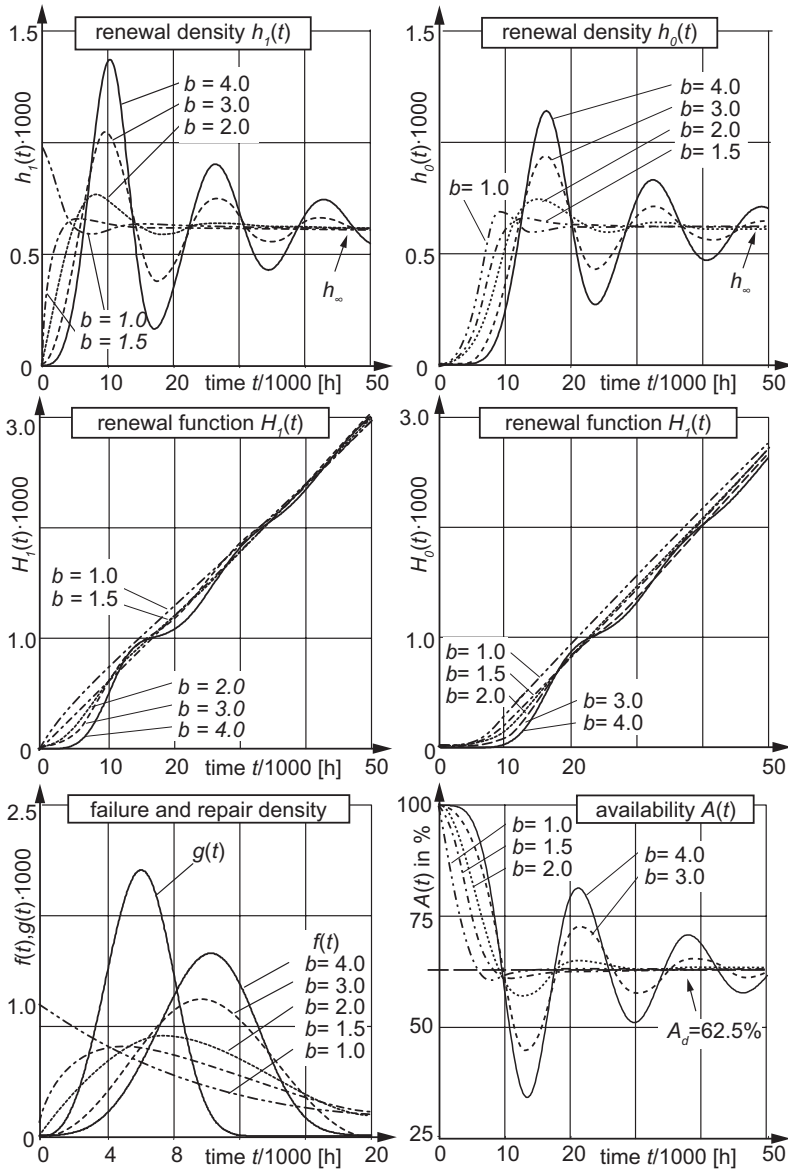 renewal density h₁(t)
1.5
b = 4.0
b = 3.0
b = 2.0
h₁(t)·1000
0.5
h∞
b = 1.0
b = 1.5
0
0 10 20 time t/1000 [h] 50
renewal density h₀(t)
1.5
b= 4.0
b= 3.0
b= 2.0
b= 1.5
b= 1.0
h₀(t)·1000
0.5
h∞
0
0 10 20 time t/1000 [h] 50
renewal function H₁(t)
3.0
H₁(t)·1000
b = 1.0
b = 1.5
1.0
b = 2.0
b = 3.0
b = 4.0
0
0 10 time t/1000 [h] 50
renewal function H₁(t)
3.0
H₀(t)·1000
1.0
b= 1.0
b= 1.5
b= 2.0
b= 3.0
b= 4.0
0
0 10 20 time t/1000 [h] 50
failure and repair density
2.5
g(t)
f(t),g(t)·1000
f(t)
b= 4.0
b= 3.0
b= 2.0
b= 1.5
b= 1.0
1.0
0
0 4 8 time t/1000 [h] 20
availability A(t)
100
b= 1.0
b= 1.5
b= 2.0
b= 4.0
b= 3.0
A(t) in %
75
50
A_d=62.5%
25
0 10 20 time t/1000 [h] 50